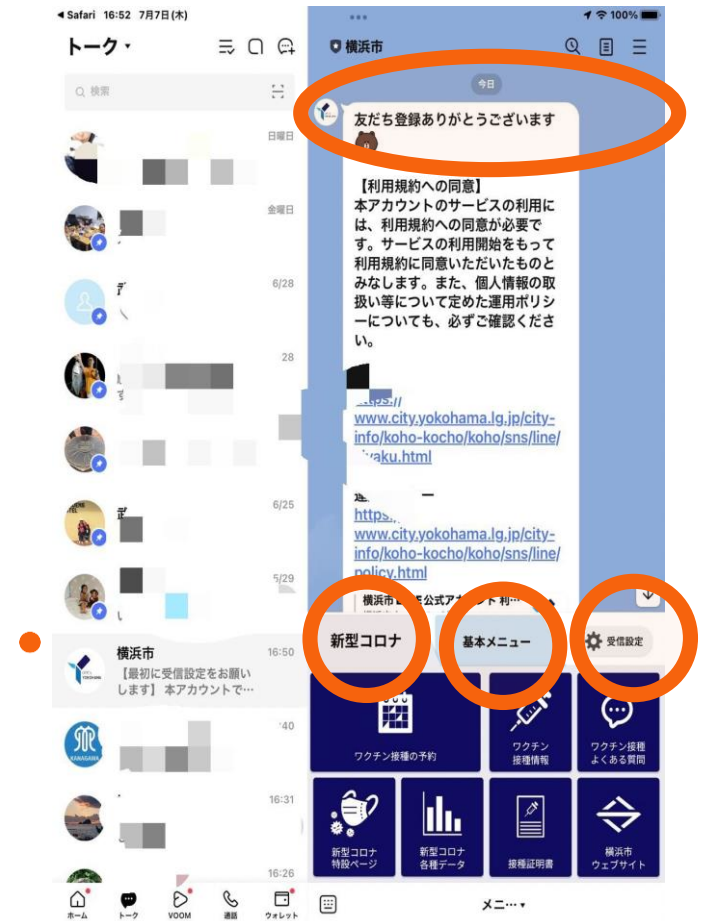 Safari 16:52 7月7日(木)
100%
トーク
検索
日曜日
金曜日
6/28
28
6/25
5/29
横浜市
16:50
【最初に受信設定をお願い
します】 本アカウントで…
40
KANAGAWA
16:31
16:26
ホーム
トーク
VOOM
通話
ウォレット
横浜市
今日
友だち登録ありがとうございます
【利用規約への同意】
本アカウントのサービスの利用に
は、利用規約への同意が必要で
す。サービスの利用開始をもって
利用規約に同意いただいたものと
みなします。また、個人情報の取
扱い等について定めた運用ポリシ
ーについても、必ずご確認くださ
い。
www.city.yokohama.lg.jp/city-
info/koho-kocho/koho/sns/line/
aku.html
https
www.city.yokohama.lg.jp/city-
info/koho-kocho/koho/sns/line/
policy.html
公式アカ
新型コロナ
基本メニュー
受信設定
ワクチン接種の予約
ワクチン
接種情報
ワクチン接種
よくある質問
新型コロナ
特設ページ
新型コロナ
各種データ
接種証明書
横浜市
ウェブサイト
メニ…